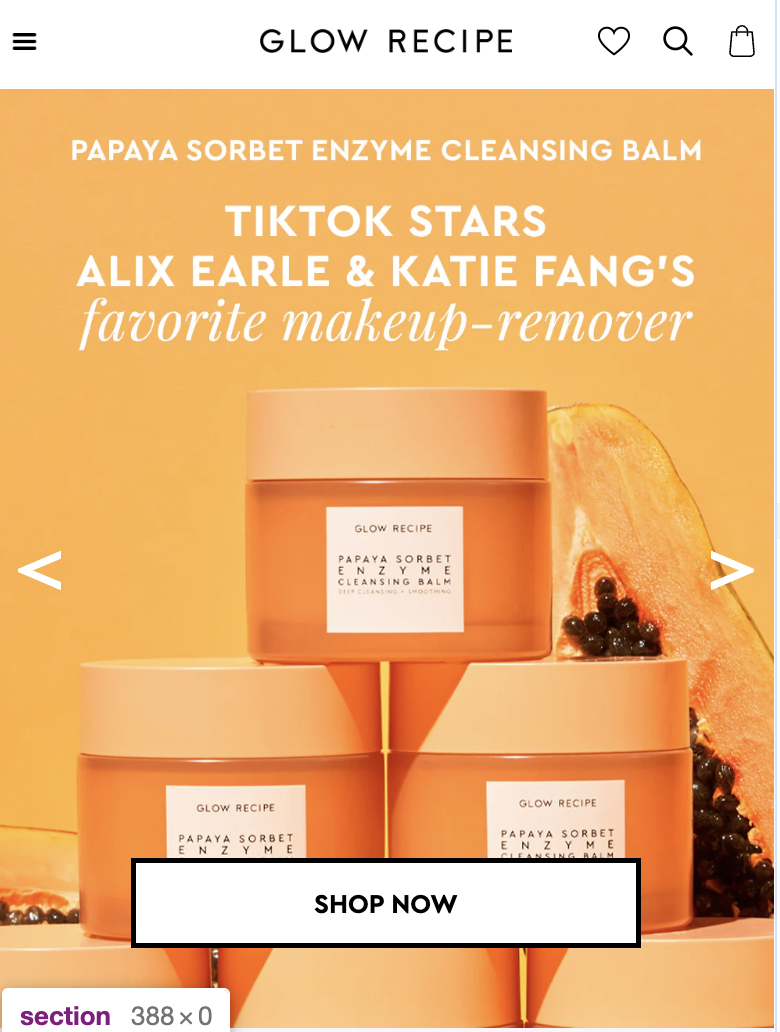 GLOW RECIPE
PAPAYA SORBET ENZYME CLEANSING BALM
TIKTOK STARS
ALIX EARLE & KATIE FANG'S
favorite makeup-remover
GLOW RECIPE
PAPAYA SORBET
ENZYME
CLEANSING BALM
DEEP CLEANSING + SMOOTHING
<
>
GLOW RECIPE
PAPAYA SORBET
ENZYME
GLOW RECIPE
PAPAYA SORBET
ENZYME
CLEANSING BALM
SHOP NOW
section 388×0